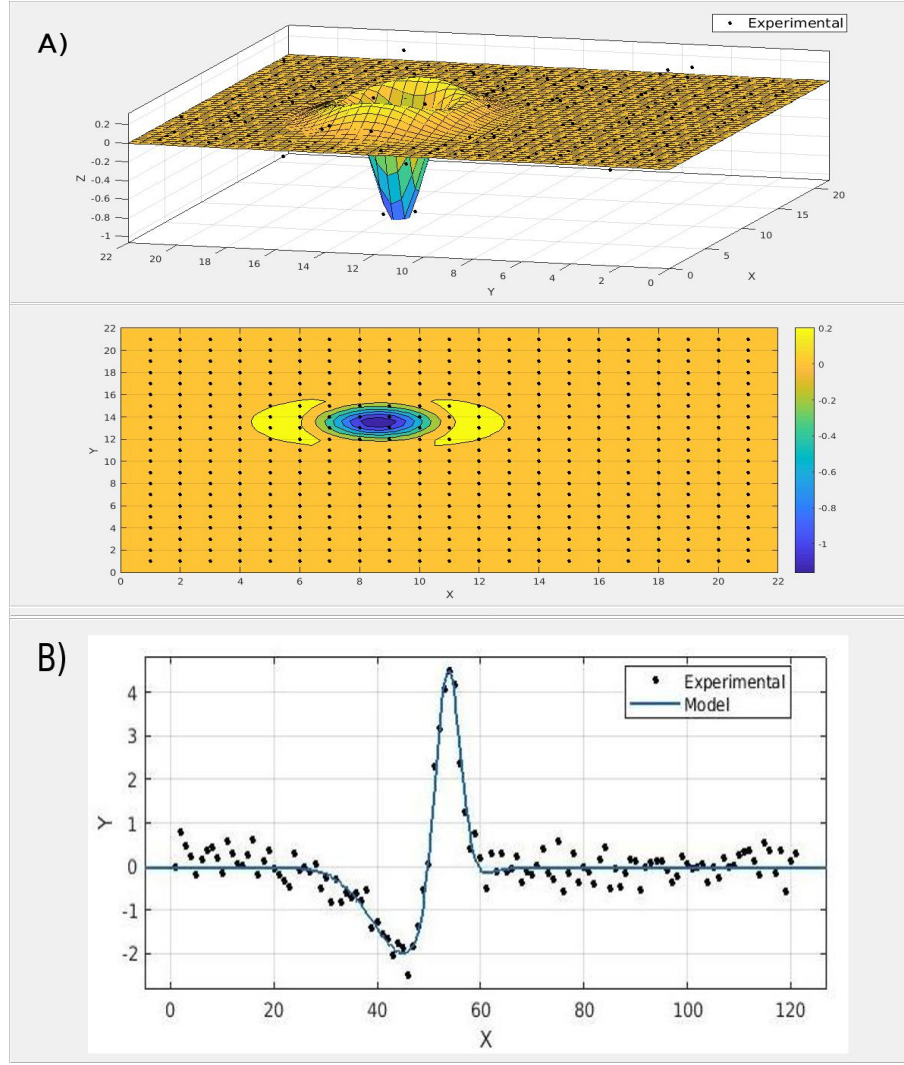 A)
Experimental
0.2
0
-0.2
-0.4
-0.6
-0.8
-1
Z
22 20 18 16 14 12 10 8 6 4 2 0
Y
0 5 10 15 20
X
22
20
18
16
14
12
10
8
6
4
2
0
Y
0 2 4 6 8 10 12 14 16 18 20 22
X
0.2
0
-0.2
-0.4
-0.6
-0.8
-1
B)
Experimental
Model
4
3
2
1
0
-1
-2
Y
0 20 40 60 80 100 120
X